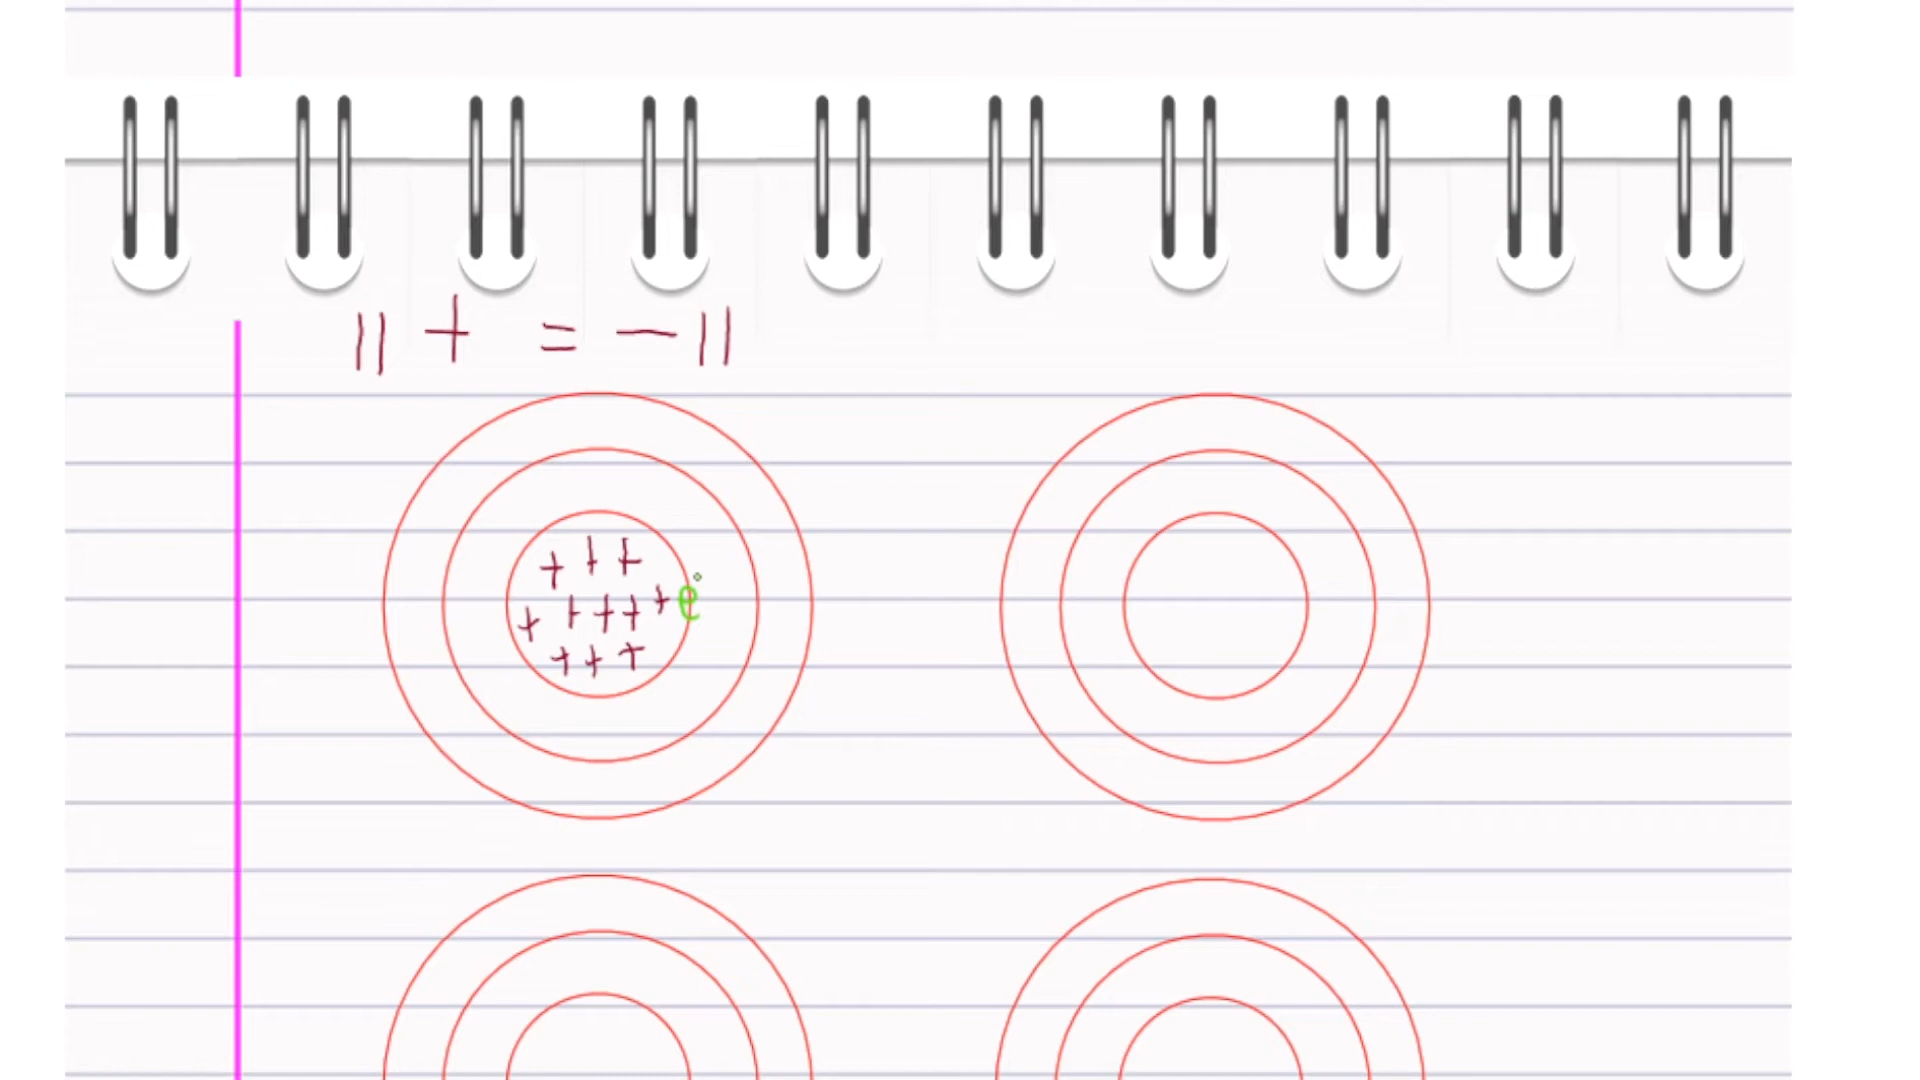 11 + = - 11
+ + +
+ + + + + e
+ + +